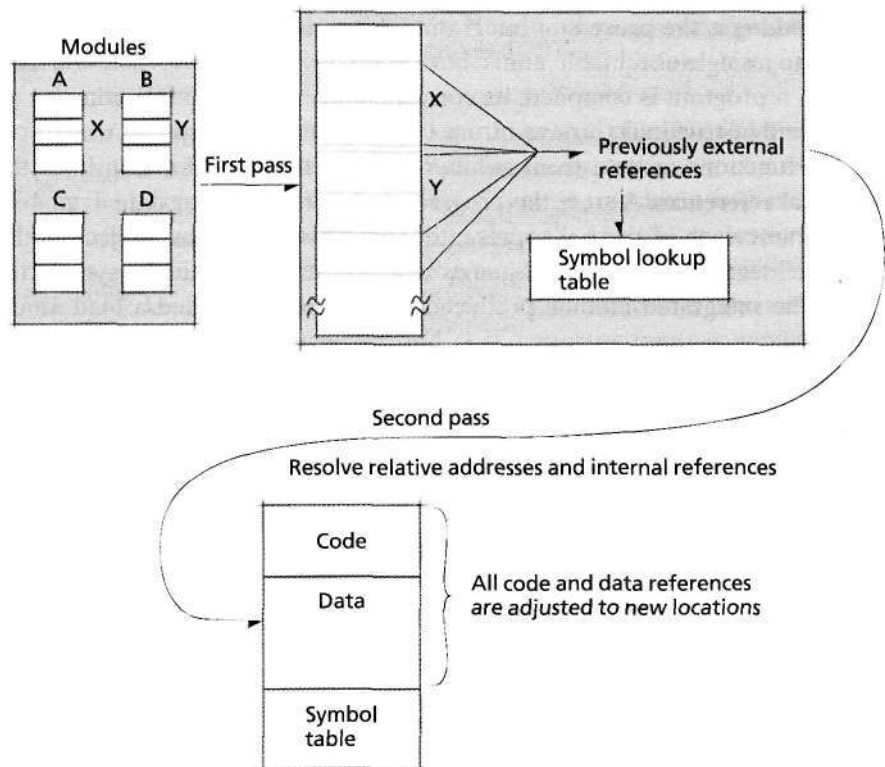 Modules
A B
X Y
C D
First pass
X
Y
Previously external
references
Symbol lookup
table
Second pass
Resolve relative addresses and internal references
Code
Data
Symbol
table
All code and data references
are adjusted to new locations